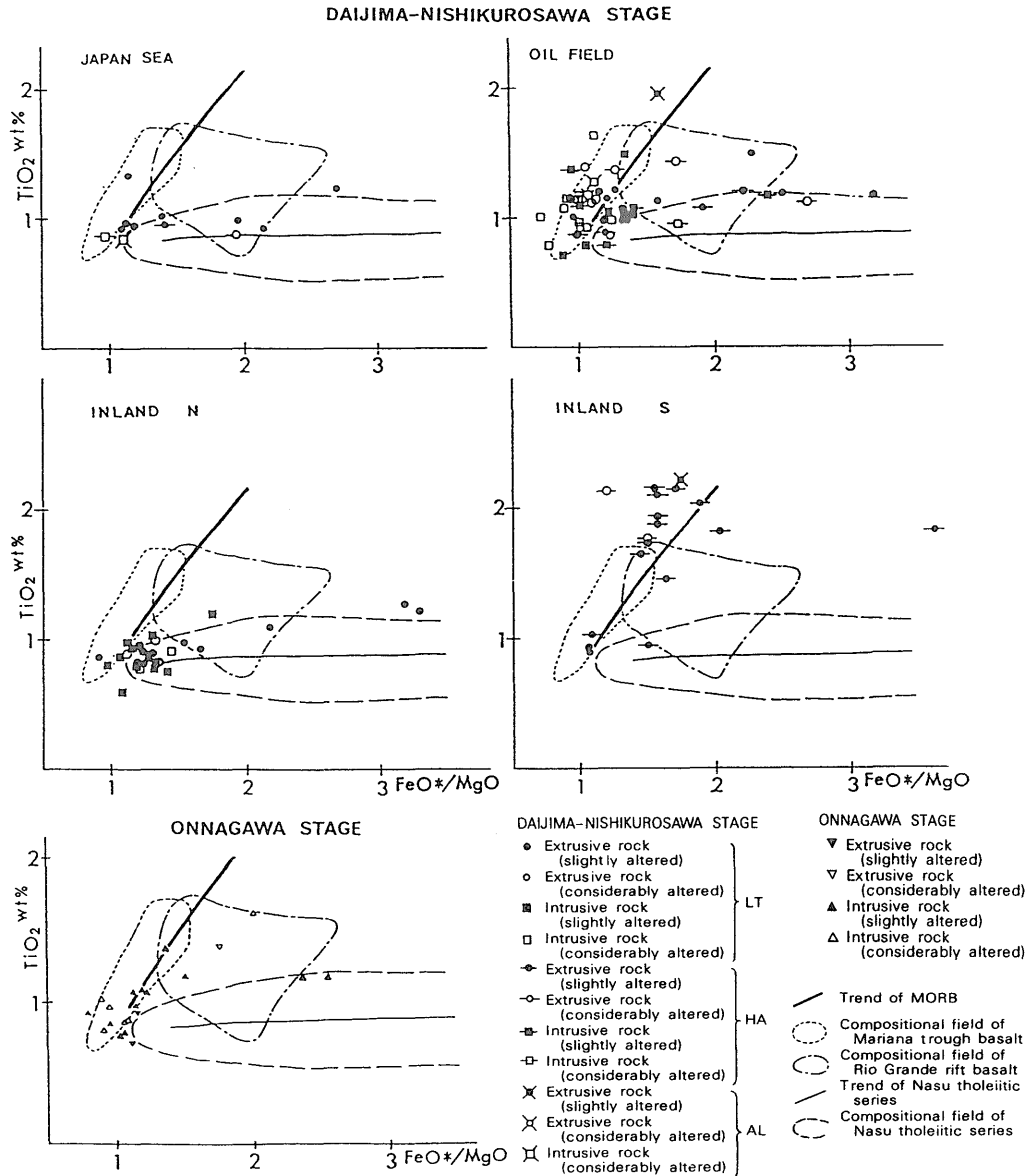 DAIJIMA-NISHIKUROSAWA STAGE
JAPAN SEA
2
1
TiO2 wt%
1
2
3
OIL FIELD
2
1
1
2
3
INLAND N
2
1
TiO2 wt%
1
2
3
FeO*/MgO
INLAND S
2
1
1
2
3
ONNAGAWA STAGE
2
1
TiO2 wt%
1
2
3
FeO*/MgO
DAIJIMA-NISHIKUROSAWA STAGE
Extrusive rock
(slightly altered)
Extrusive rock
(considerably altered)
Intrusive rock
(slightly altered)
Intrusive rock
(considerably altered)
LT
Extrusive rock
(slightly altered)
Extrusive rock
(considerably altered)
Intrusive rock
(slightly altered)
Intrusive rock
(considerably altered)
HA
Extrusive rock
(slightly altered)
Extrusive rock
(considerably altered)
Intrusive rock
(considerably altered)
AL
ONNAGAWA STAGE
Extrusive rock
(slightly altered)
Extrusive rock
(considerably altered)
Intrusive rock
(slightly altered)
Intrusive rock
(considerably altered)
Trend of MORB
Compositional field of
Mariana trough basalt
Compositional field of
Rio Grande rift basalt
Trend of Nasu tholeiitic
series
Compositional field of
Nasu tholeiitic series